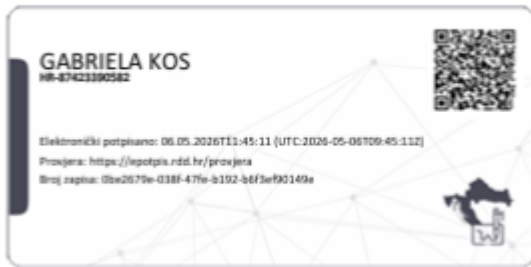 GABRIELA KOS
HR-87423390582
Elektronički potpisano: 06.05.2026T11:45:11 (UTC:2026-05-06T09:45:11Z)
Provjera: https://epotpis.rdd.hr/provjera
Broj zapisa: 0be2679e-038f-47fe-b192-b6f3ef90149e